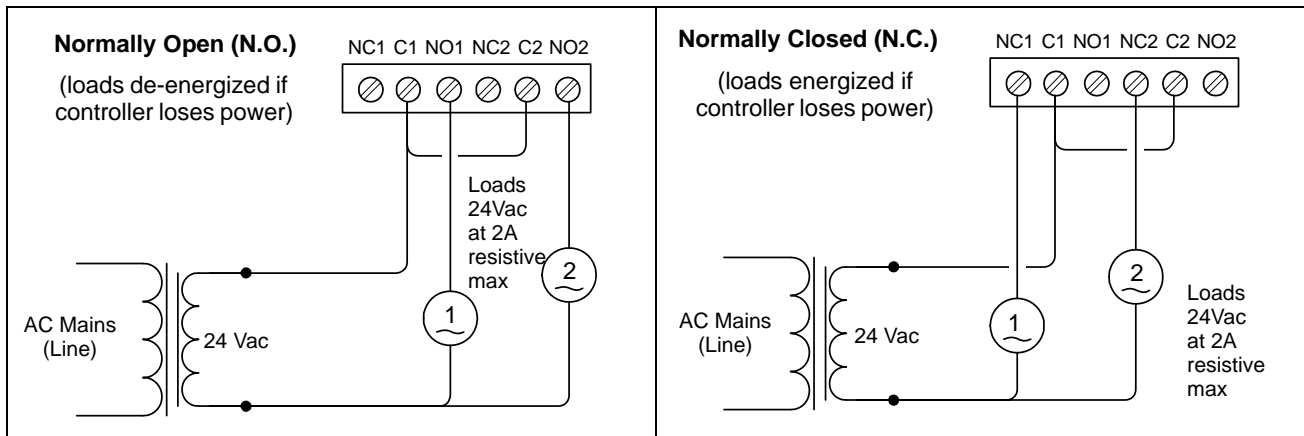 Normally Open (N.O.)
(loads de-energized if
controller loses power)
NC1 C1 NO1 NC2 C2 NO2
Loads
24Vac
at 2A
resistive
max
2
1
AC Mains
(Line)
24 Vac
Normally Closed (N.C.)
(loads energized if
controller loses power)
NC1 C1 NO1 NC2 C2 NO2
2
1
Loads
24Vac
at 2A
resistive
max
AC Mains
(Line)
24 Vac